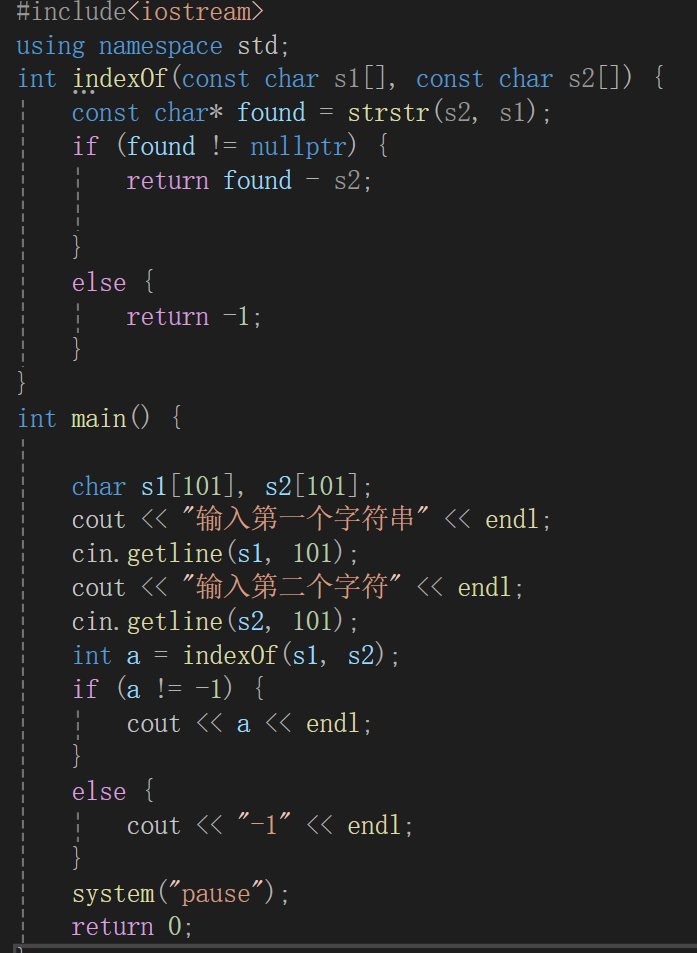 #include<iostream>
using namespace std;
int indexOf(const char s1[], const char s2[]) {
const char* found = strstr(s2, s1);
if (found != nullptr) {
return found - s2;
}
else {
return -1;
}
}
int main() {
char s1[101], s2[101];
cout << "输入第一个字符串" << endl;
cin.getline(s1, 101);
cout << "输入第二个字符" << endl;
cin.getline(s2, 101);
int a = indexOf(s1, s2);
if (a != -1) {
cout << a << endl;
}
else {
cout << "-1" << endl;
}
system("pause");
return 0;